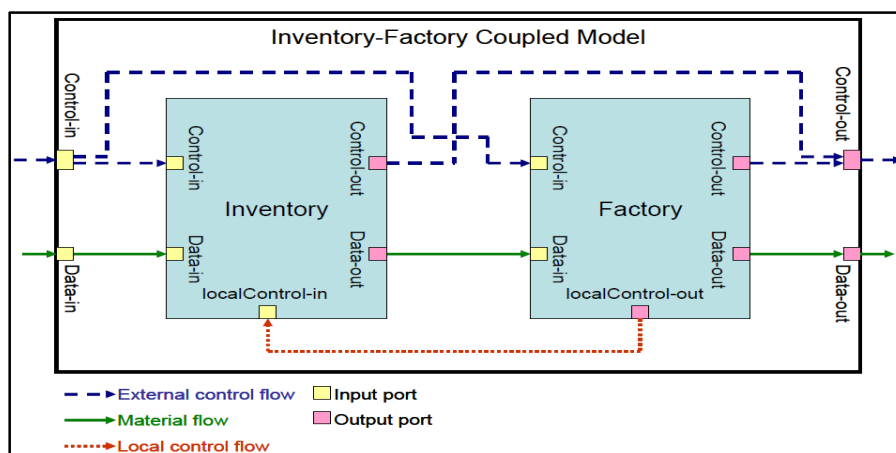 Inventory-Factory Coupled Model
Control-in
Control-out
Control-in
Control-out
Control-in
Control-out
Inventory
Factory
Data-in
Data-out
Data-in
Data-out
Data-in
Data-out
localControl-in
localControl-out
External control flow
Input port
Material flow
Output port
Local control flow